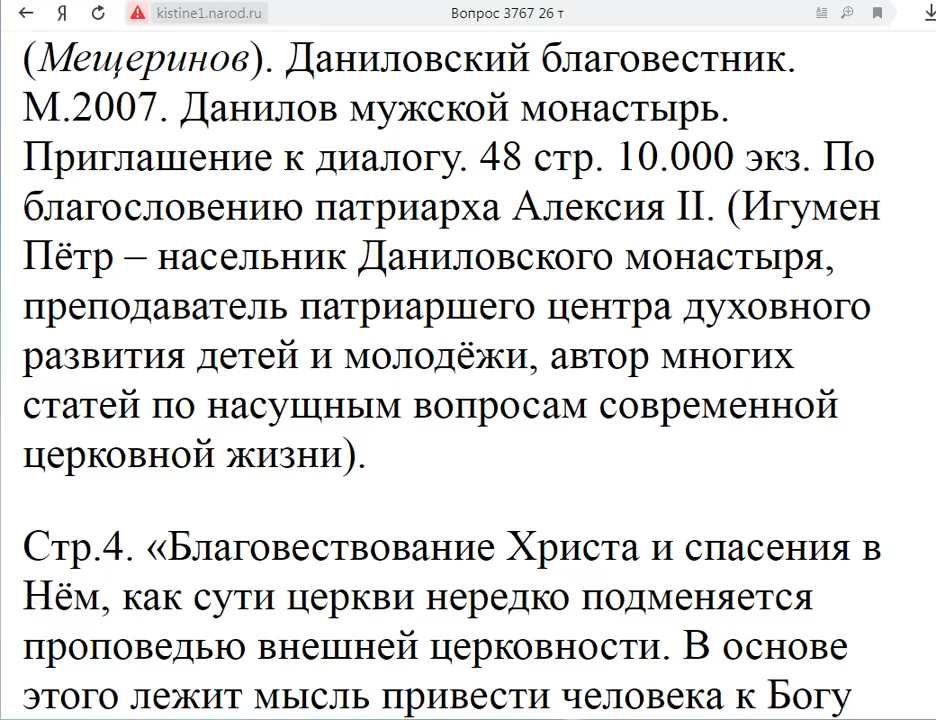 kistine1.narod.ru
Вопрос 3767 26 т
(Мещеринов). Даниловский благовестник.
М.2007. Данилов мужской монастырь.
Приглашение к диалогу. 48 стр. 10.000 экз. По
благословению патриарха Алексия II. (Игумен
Пётр – насельник Даниловского монастыря,
преподаватель патриаршего центра духовного
развития детей и молодёжи, автор многих
статей по насущным вопросам современной
церковной жизни).
Стр.4. «Благовествование Христа и спасения в
Нём, как сути церкви нередко подменяется
проповедью внешней церковности. В основе
этого лежит мысль привести человека к Богу